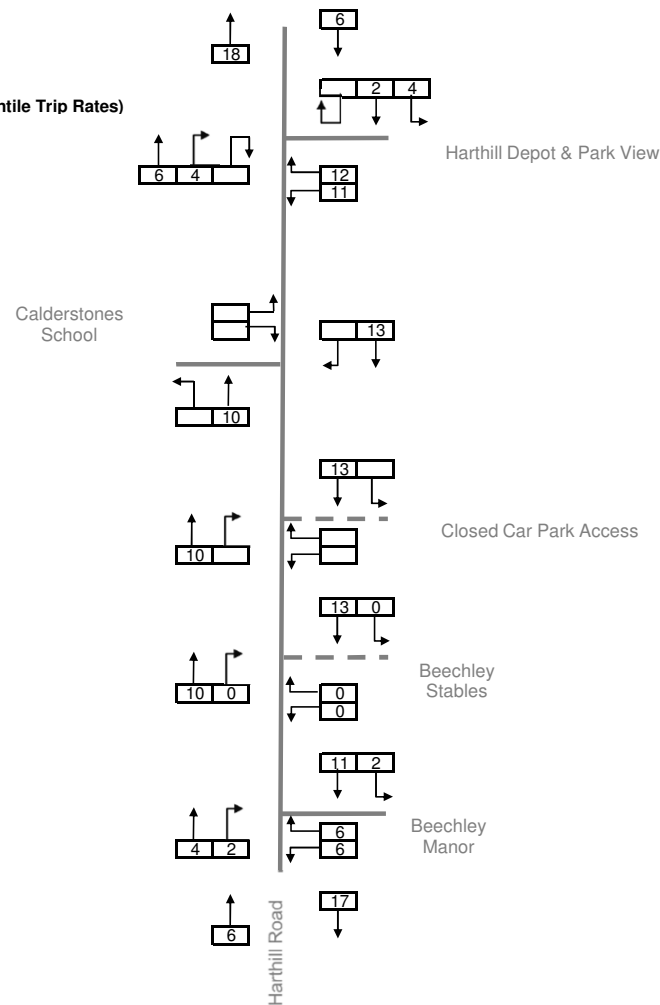 6
18
2 4
ntile Trip Rates)
Harthill Depot & Park View
6 4
12
11
Calderstones
School
13
10
13
Closed Car Park Access
10
13 0
Beechley
Stables
10 0
0
0
11 2
Beechley
Manor
6
6
4 2
17
6
Harthill Road